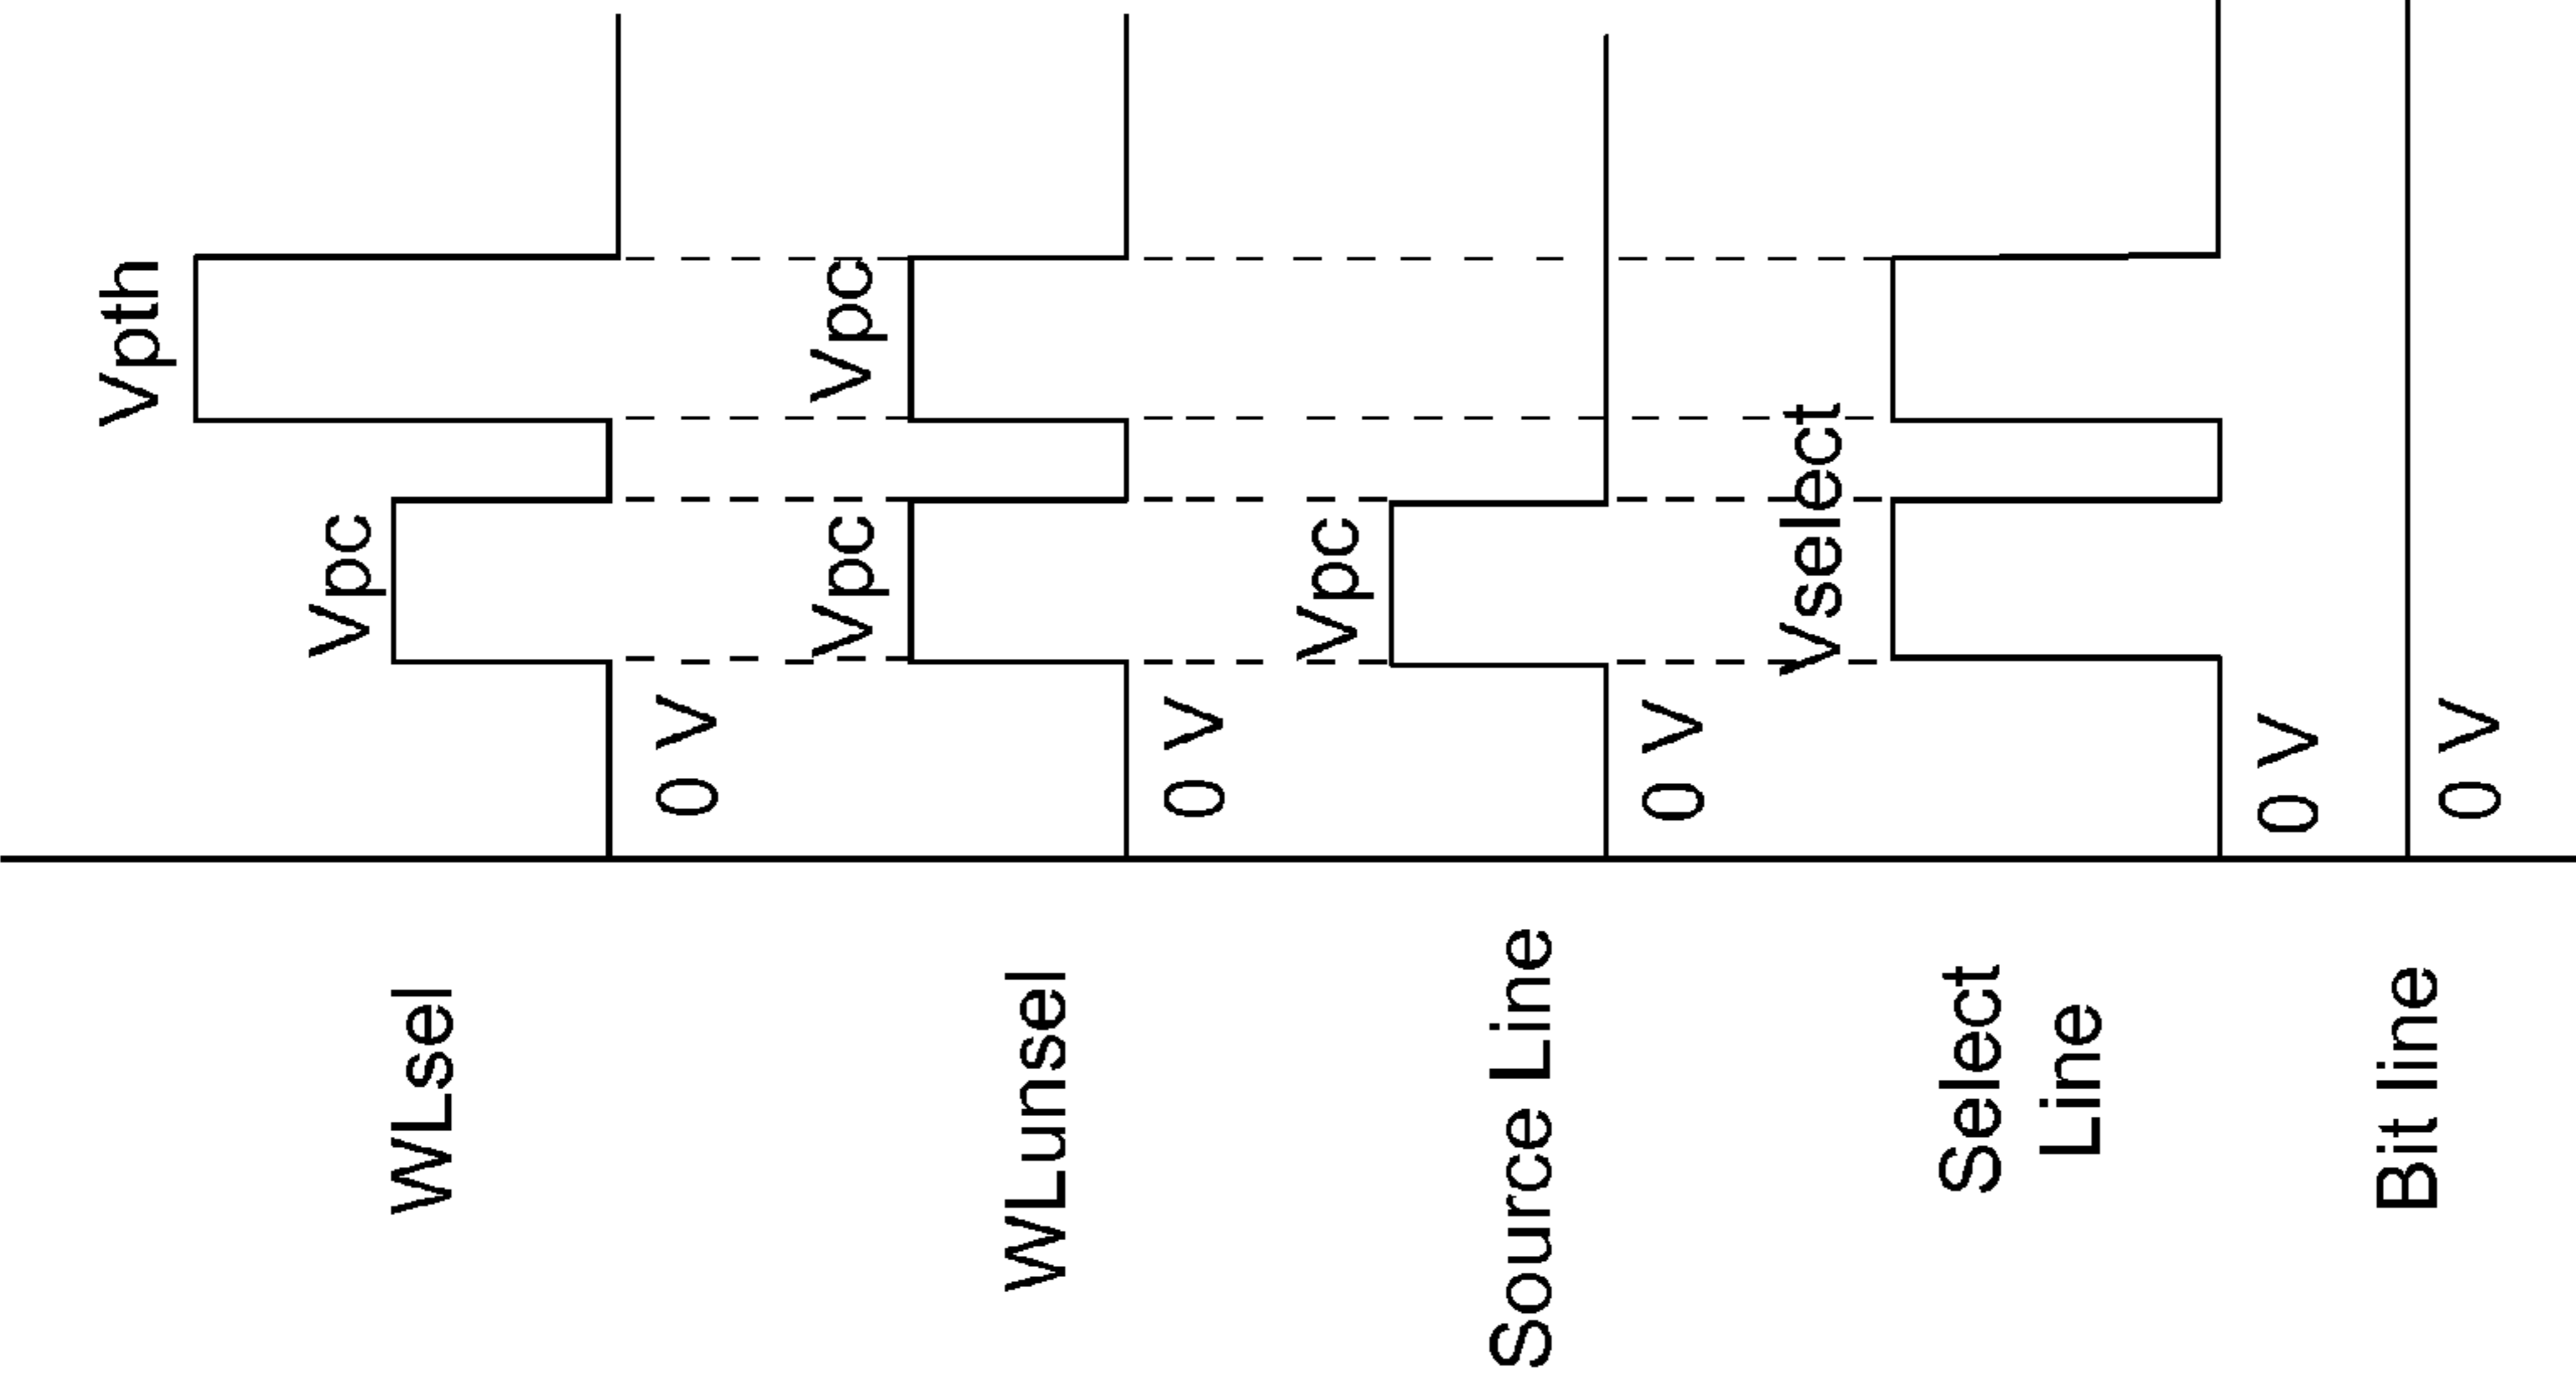 Vpth
Vpc
WLsel
0 V
Vpc
Vpc
WLunsel
0 V
Vpc
Source Line
0 V
Vselect
Select
Line
0 V
Bit line
0 V